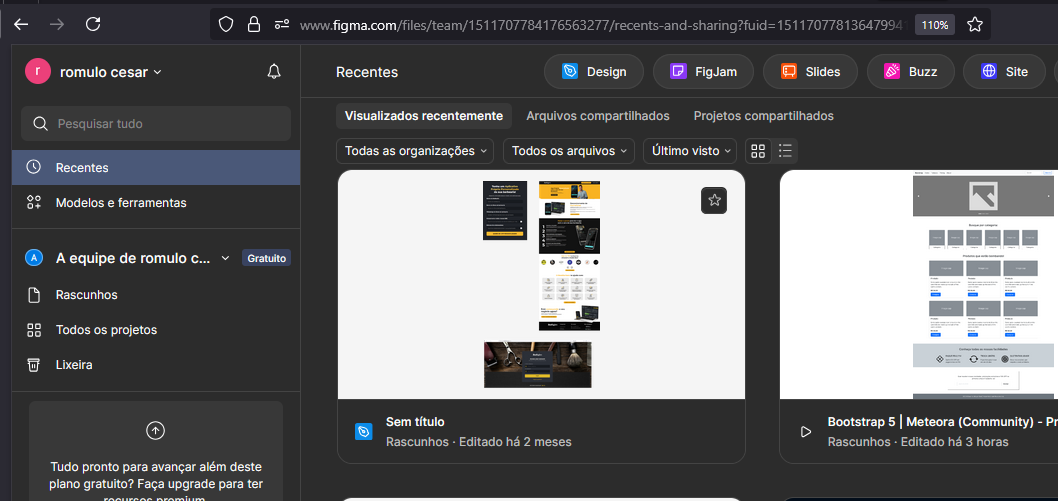 www.figma.com/files/team/1511707784176563277/recents-and-sharing?fuid=151170778136479941
110%
r
romulo cesar
Recentes
Design
FigJam
Slides
Buzz
Site
Pesquisar tudo
Visualizados recentemente
Arquivos compartilhados
Projetos compartilhados
Recentes
Todas as organizações
Todos os arquivos
Último visto
Modelos e ferramentas
A
A equipe de romulo c...
Gratuito
Rascunhos
Todos os projetos
Lixeira
Sem título
Rascunhos · Editado há 2 meses
Bootstrap 5 | Meteora (Community) - Pr
Rascunhos · Editado há 3 horas
Tudo pronto para avançar além deste
plano gratuito? Faça upgrade para ter
recursos premium